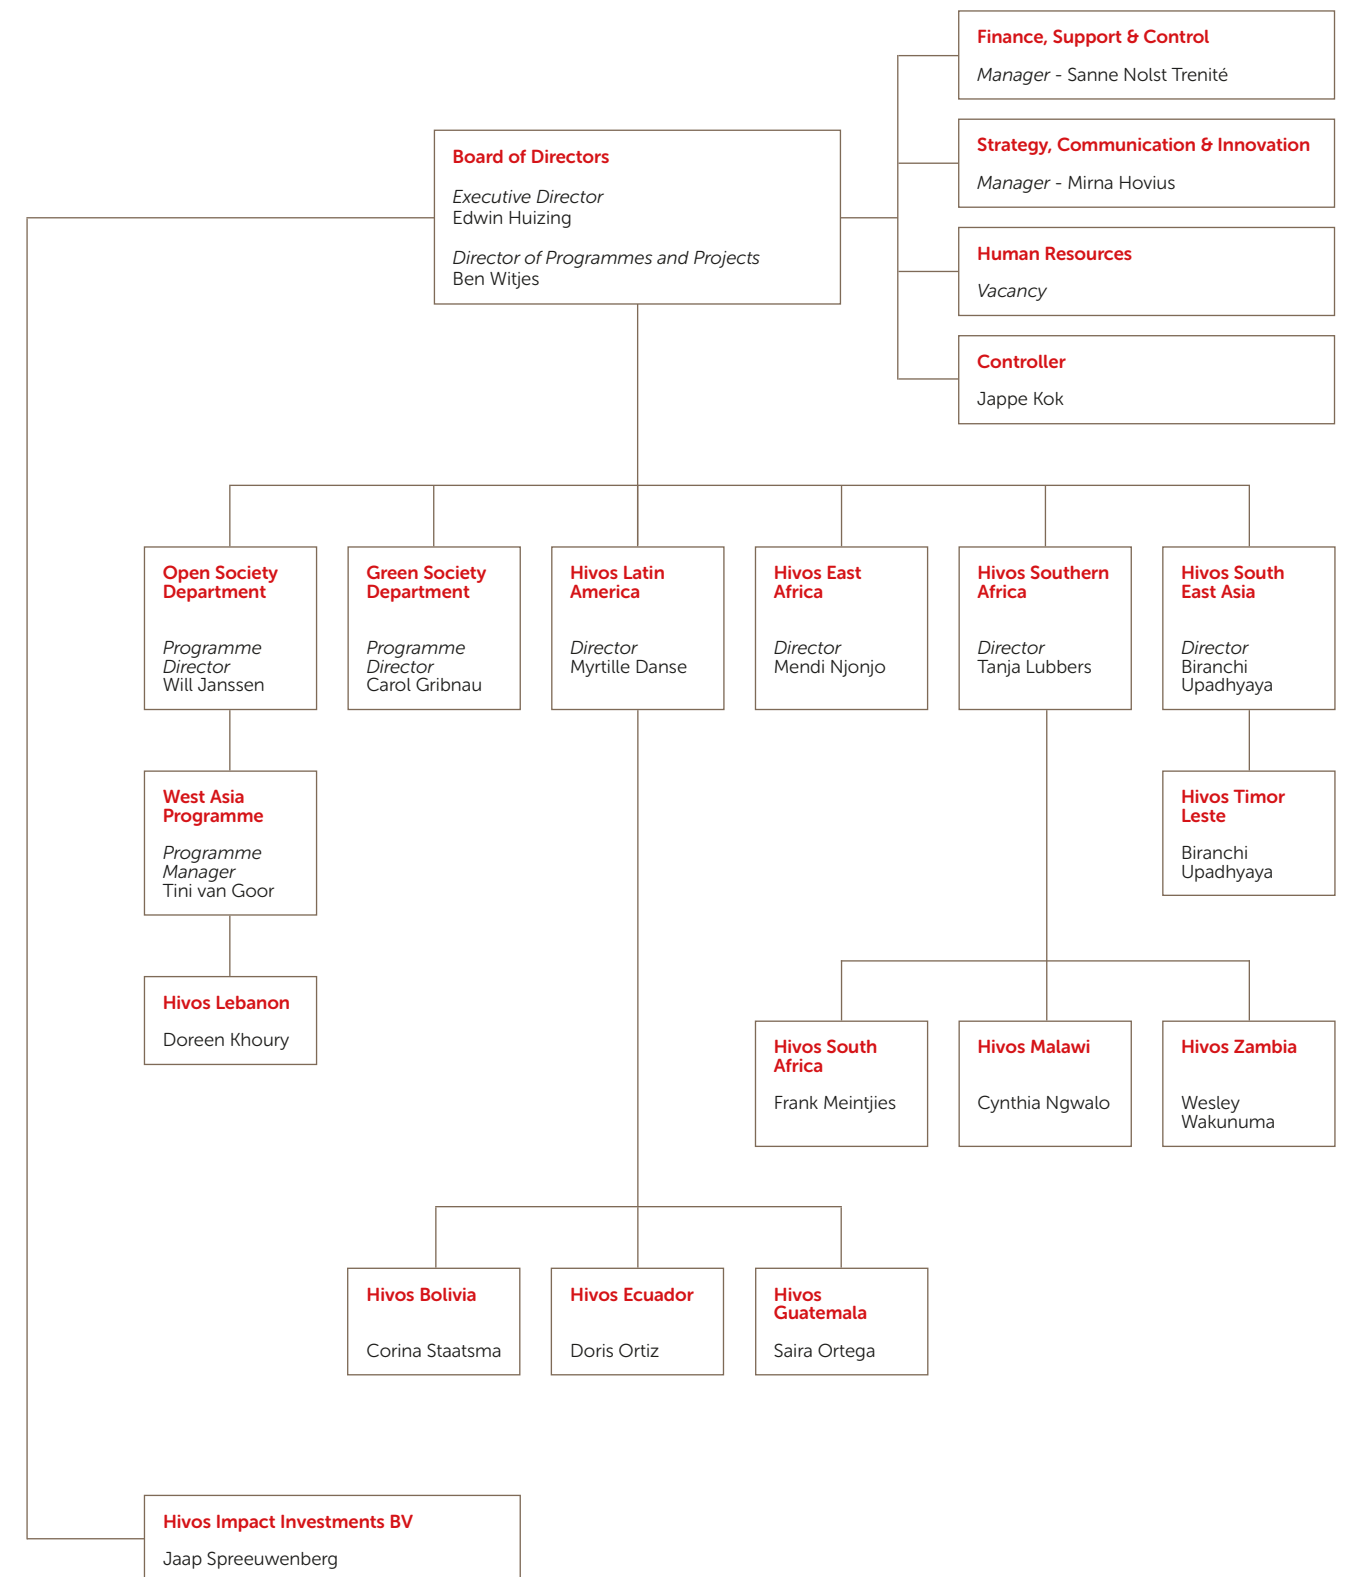 Finance, Support & Control
Manager - Sanne Nolst Trenité
Strategy, Communication & Innovation
Manager - Mirna Hovius
Human Resources
Vacancy
Controller
Jappe Kok
Board of Directors
Executive Director
Edwin Huizing
Director of Programmes and Projects
Ben Witjes
Open Society
Department
Programme
Director
Will Janssen
Green Society
Department
Programme
Director
Carol Gribnau
Hivos Latin
America
Director
Myrtille Danse
Hivos East
Africa
Director
Mendi Njonjo
Hivos Southern
Africa
Director
Tanja Lubbers
Hivos South
East Asia
Director
Biranchi
Upadhyaya
West Asia
Programme
Programme
Manager
Tini van Goor
Hivos Timor
Leste
Biranchi
Upadhyaya
Hivos Lebanon
Doreen Khoury
Hivos South
Africa
Frank Meintjies
Hivos Malawi
Cynthia Ngwalo
Hivos Zambia
Wesley
Wakunuma
Hivos Bolivia
Corina Staatsma
Hivos Ecuador
Doris Ortiz
Hivos
Guatemala
Saira Ortega
Hivos Impact Investments BV
Jaap Spreeuwenberg